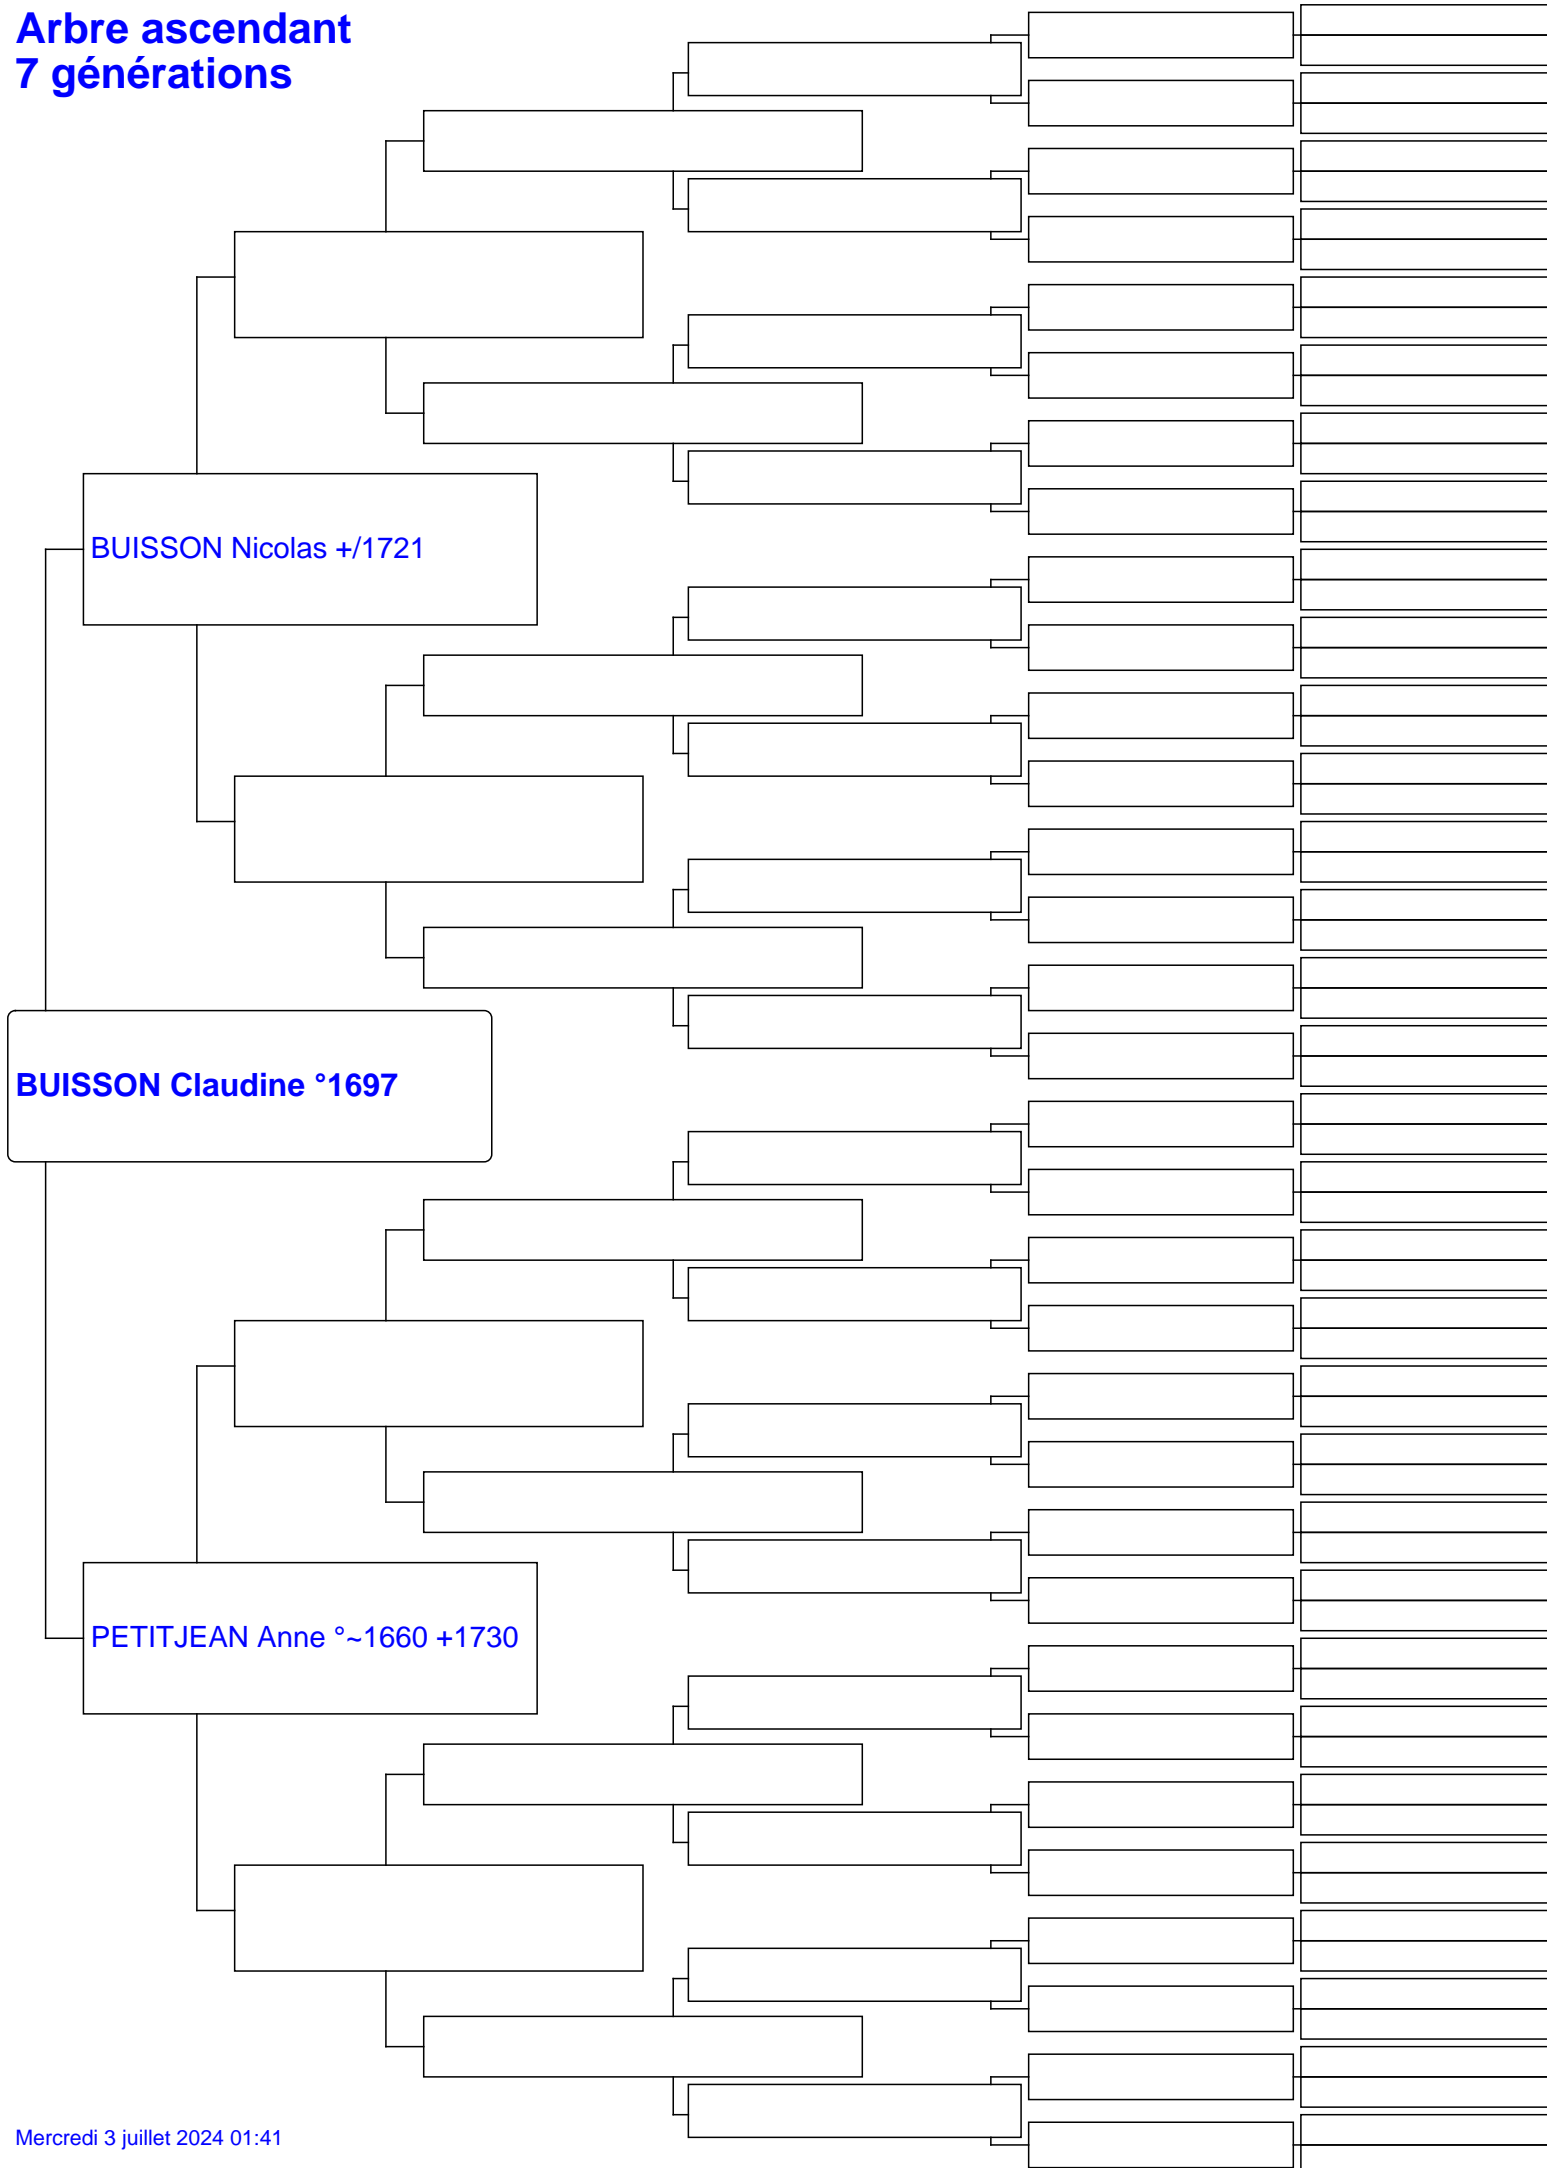 Arbre ascendant
7 générations
BUISSON Nicolas +/1721
BUISSON Claudine °1697
PETITJEAN Anne °~1660 +1730
Mercredi 3 juillet 2024 01:41